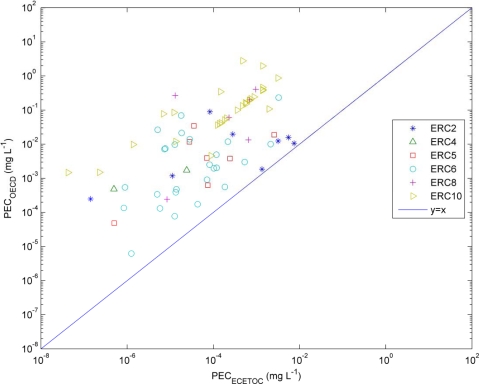 10^2
10^1
10^0
10^-1
10^-2
10^-3
10^-4
10^-5
10^-6
10^-7
10^-8
PEC_OECD (mg L^-1)
ERC2
ERC4
ERC5
ERC6
ERC8
ERC10
y=x
10^-8
10^-6
10^-4
10^-2
10^0
10^2
PEC_ECETOC (mg L^-1)